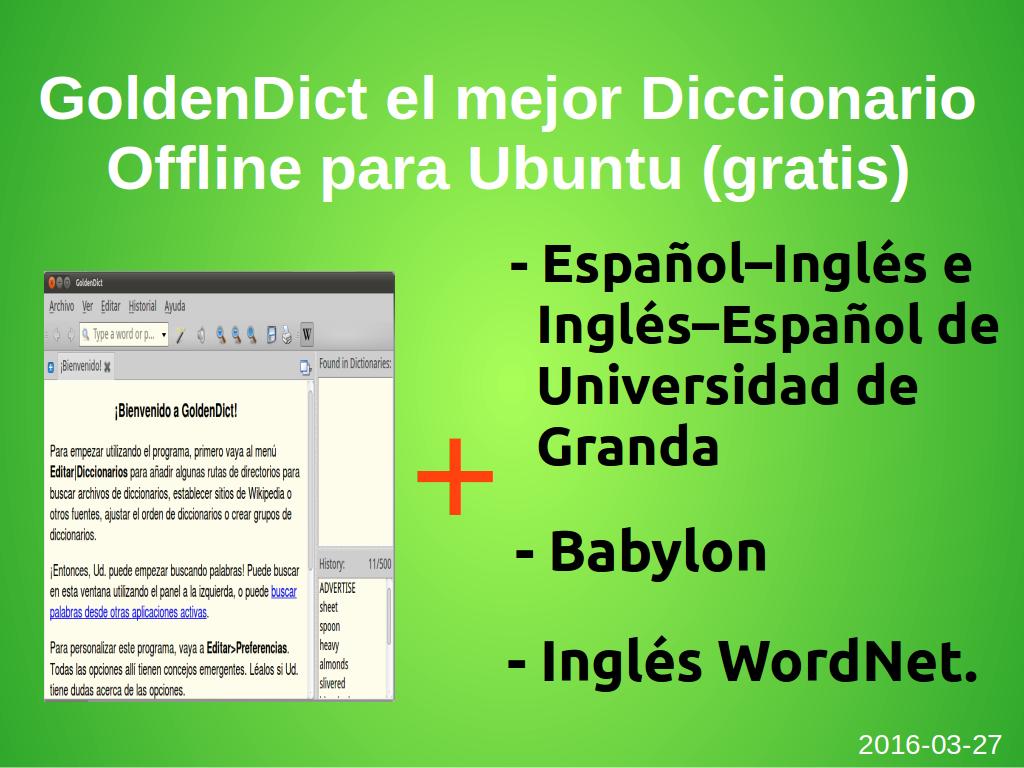 GoldenDict el mejor Diccionario
Offline para Ubuntu (gratis)
GoldenDict
Archivo Ver Editar Historial Ayuda
Type a word or p...
W
¡Bienvenido!
Found in Dictionaries:
¡Bienvenido a GoldenDict!
Para empezar utilizando el programa, primero vaya al menú
Editar|Diccionarios para añadir algunas rutas de directorios para
buscar archivos de diccionarios, establecer sitios de Wikipedia o
otros fuentes, ajustar el orden de diccionarios o crear grupos de
diccionarios.
¡Entonces, Ud. puede empezar buscando palabras! Puede buscar
en esta ventana utilizando el panel a la izquierda, o puede buscar
palabras desde otras aplicaciones activas.
Para personalizar este programa, vaya a Editar>Preferencias.
Todas las opciones allí tienen concejos emergentes. Léalos si Ud.
tiene dudas acerca de las opciones.
History: 11/500
ADVERTISE
sheet
spoon
heavy
almonds
slivered
+
- Español–Inglés e
Inglés–Español de
Universidad de
Granda
- Babylon
- Inglés WordNet.
2016-03-27